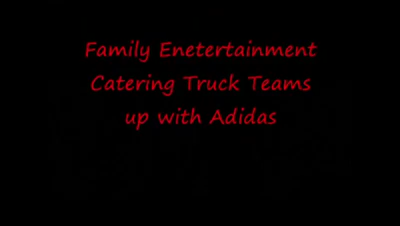 Family Enetertainment
Catering Truck Teams
up with Adidas